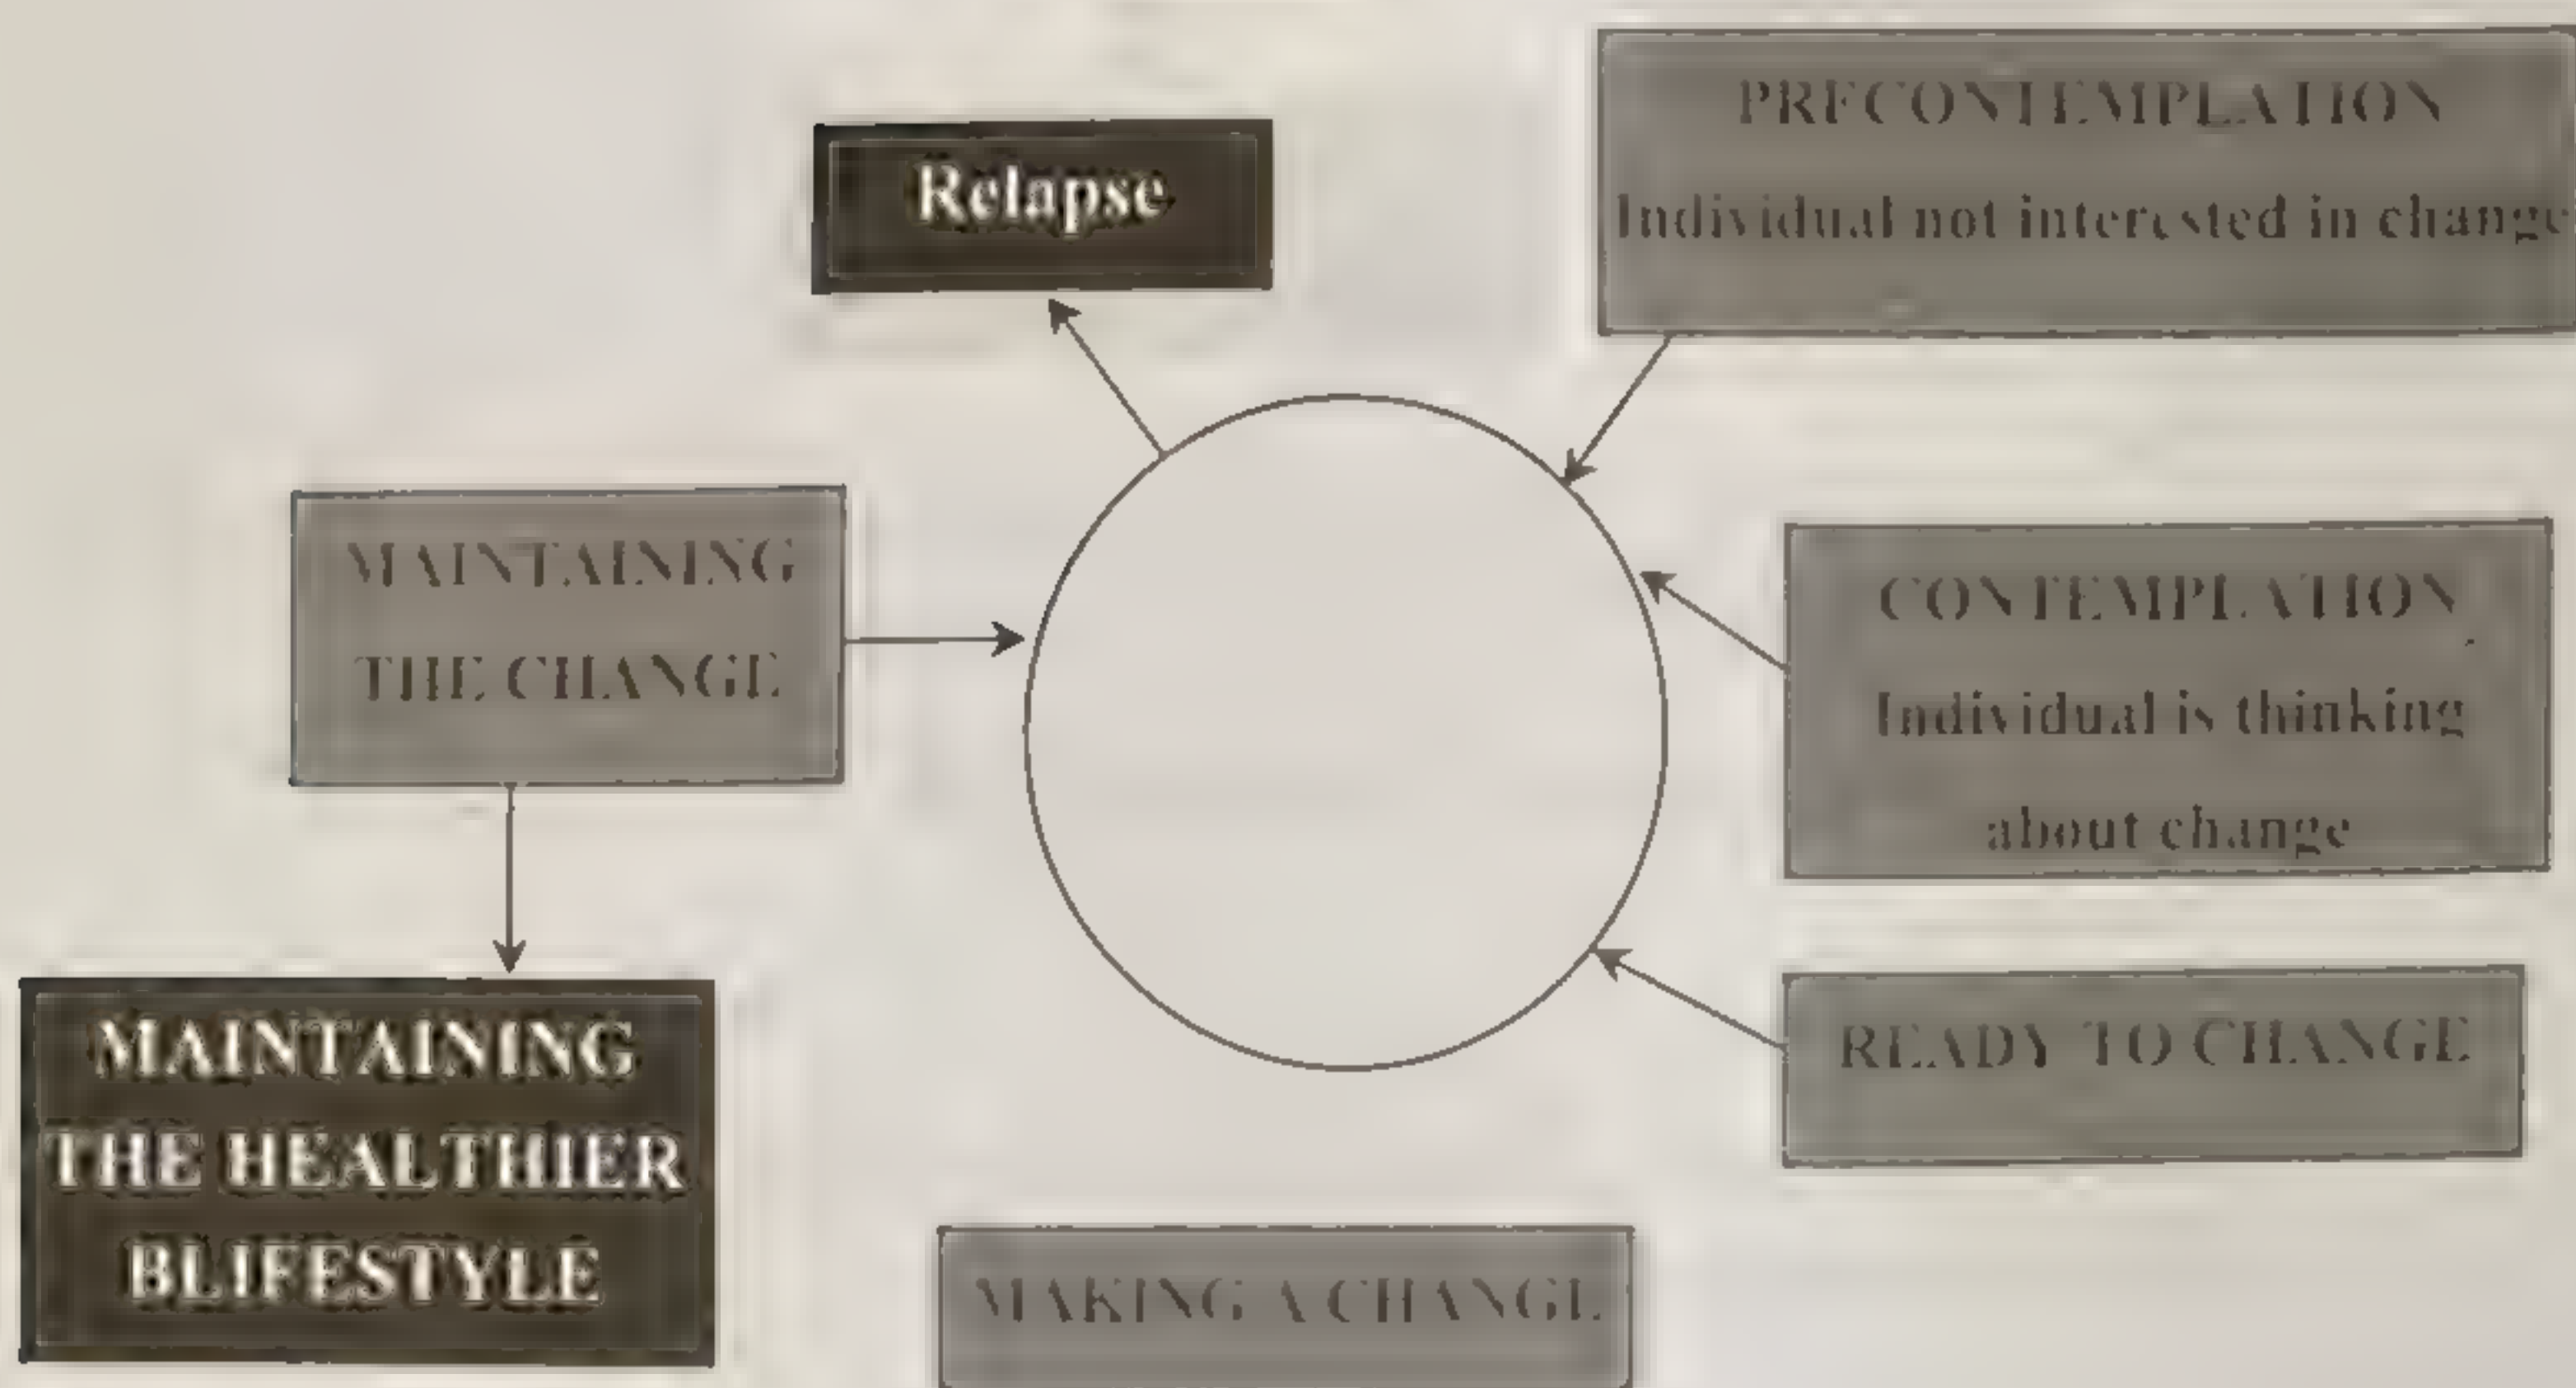 Relapse
PRECONTEMPLATION
Individual not interested in change
MAINTAINING
THE CHANGE
CONTEMPLATION
Individual is thinking
about change
MAINTAINING
THE HEALTHIER
BLIFESTYLE
READY TO CHANGE
MAKING A CHANGE